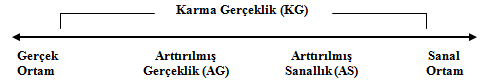 Karma Gerçeklik (KG)
Gerçek Ortam
Arttırılmış Gerçeklik (AG)
Arttırılmış Sanallık (AS)
Sanal Ortam